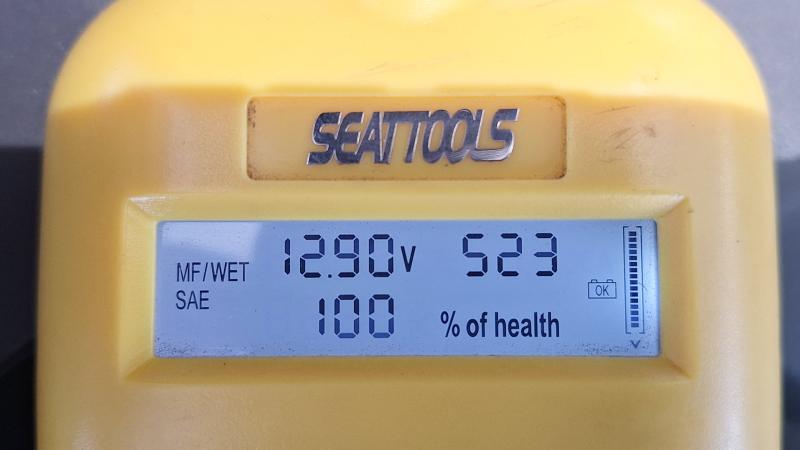 SEATTOOLS
MF/WET 12.90V 523
SAE 100 % of health
OK
V